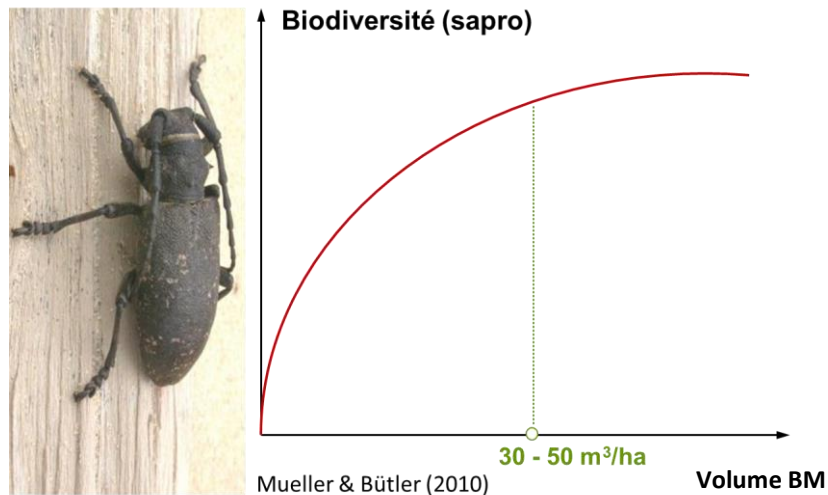 Biodiversité (sapro)
30 - 50 m³/ha
Mueller & Bütler (2010)
Volume BM